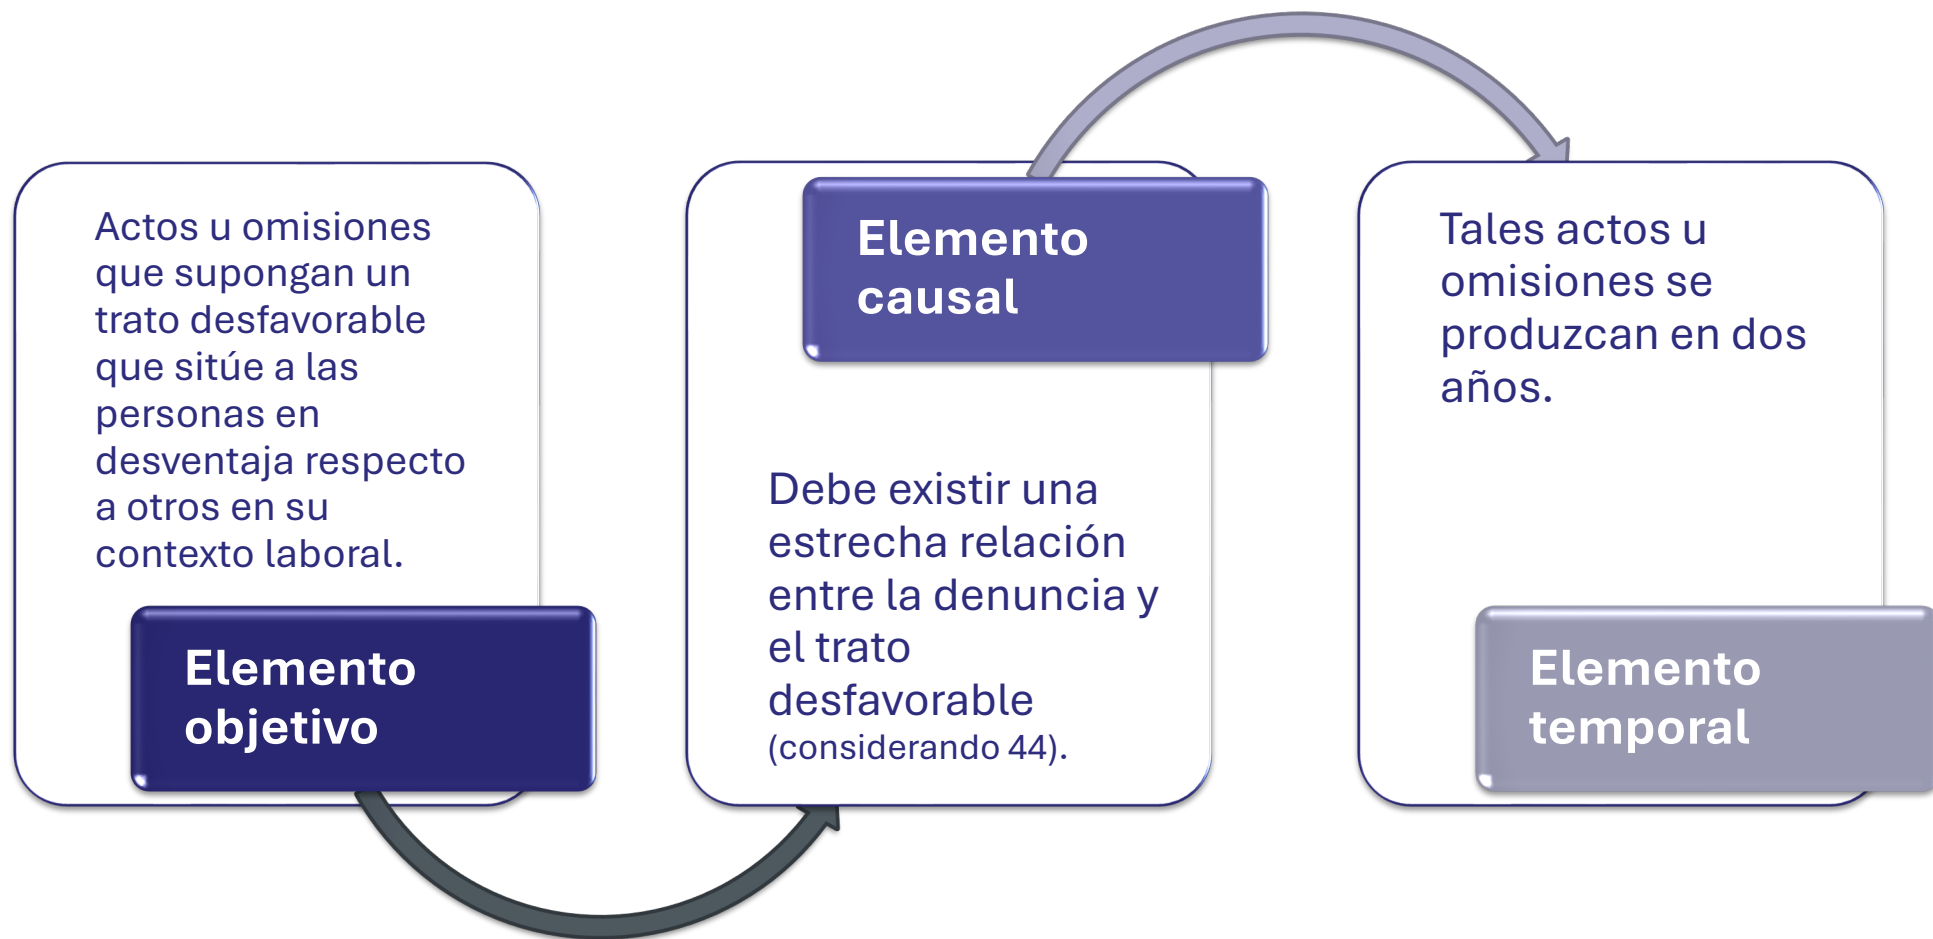 Actos u omisiones
que supongan un
trato desfavorable
que sitúe a las
personas en
desventaja respecto
a otros en su
contexto laboral.
Elemento
objetivo
Elemento
causal
Debe existir una
estrecha relación
entre la denuncia y
el trato
desfavorable
(considerando 44).
Tales actos u
omisiones se
produzcan en dos
años.
Elemento
temporal